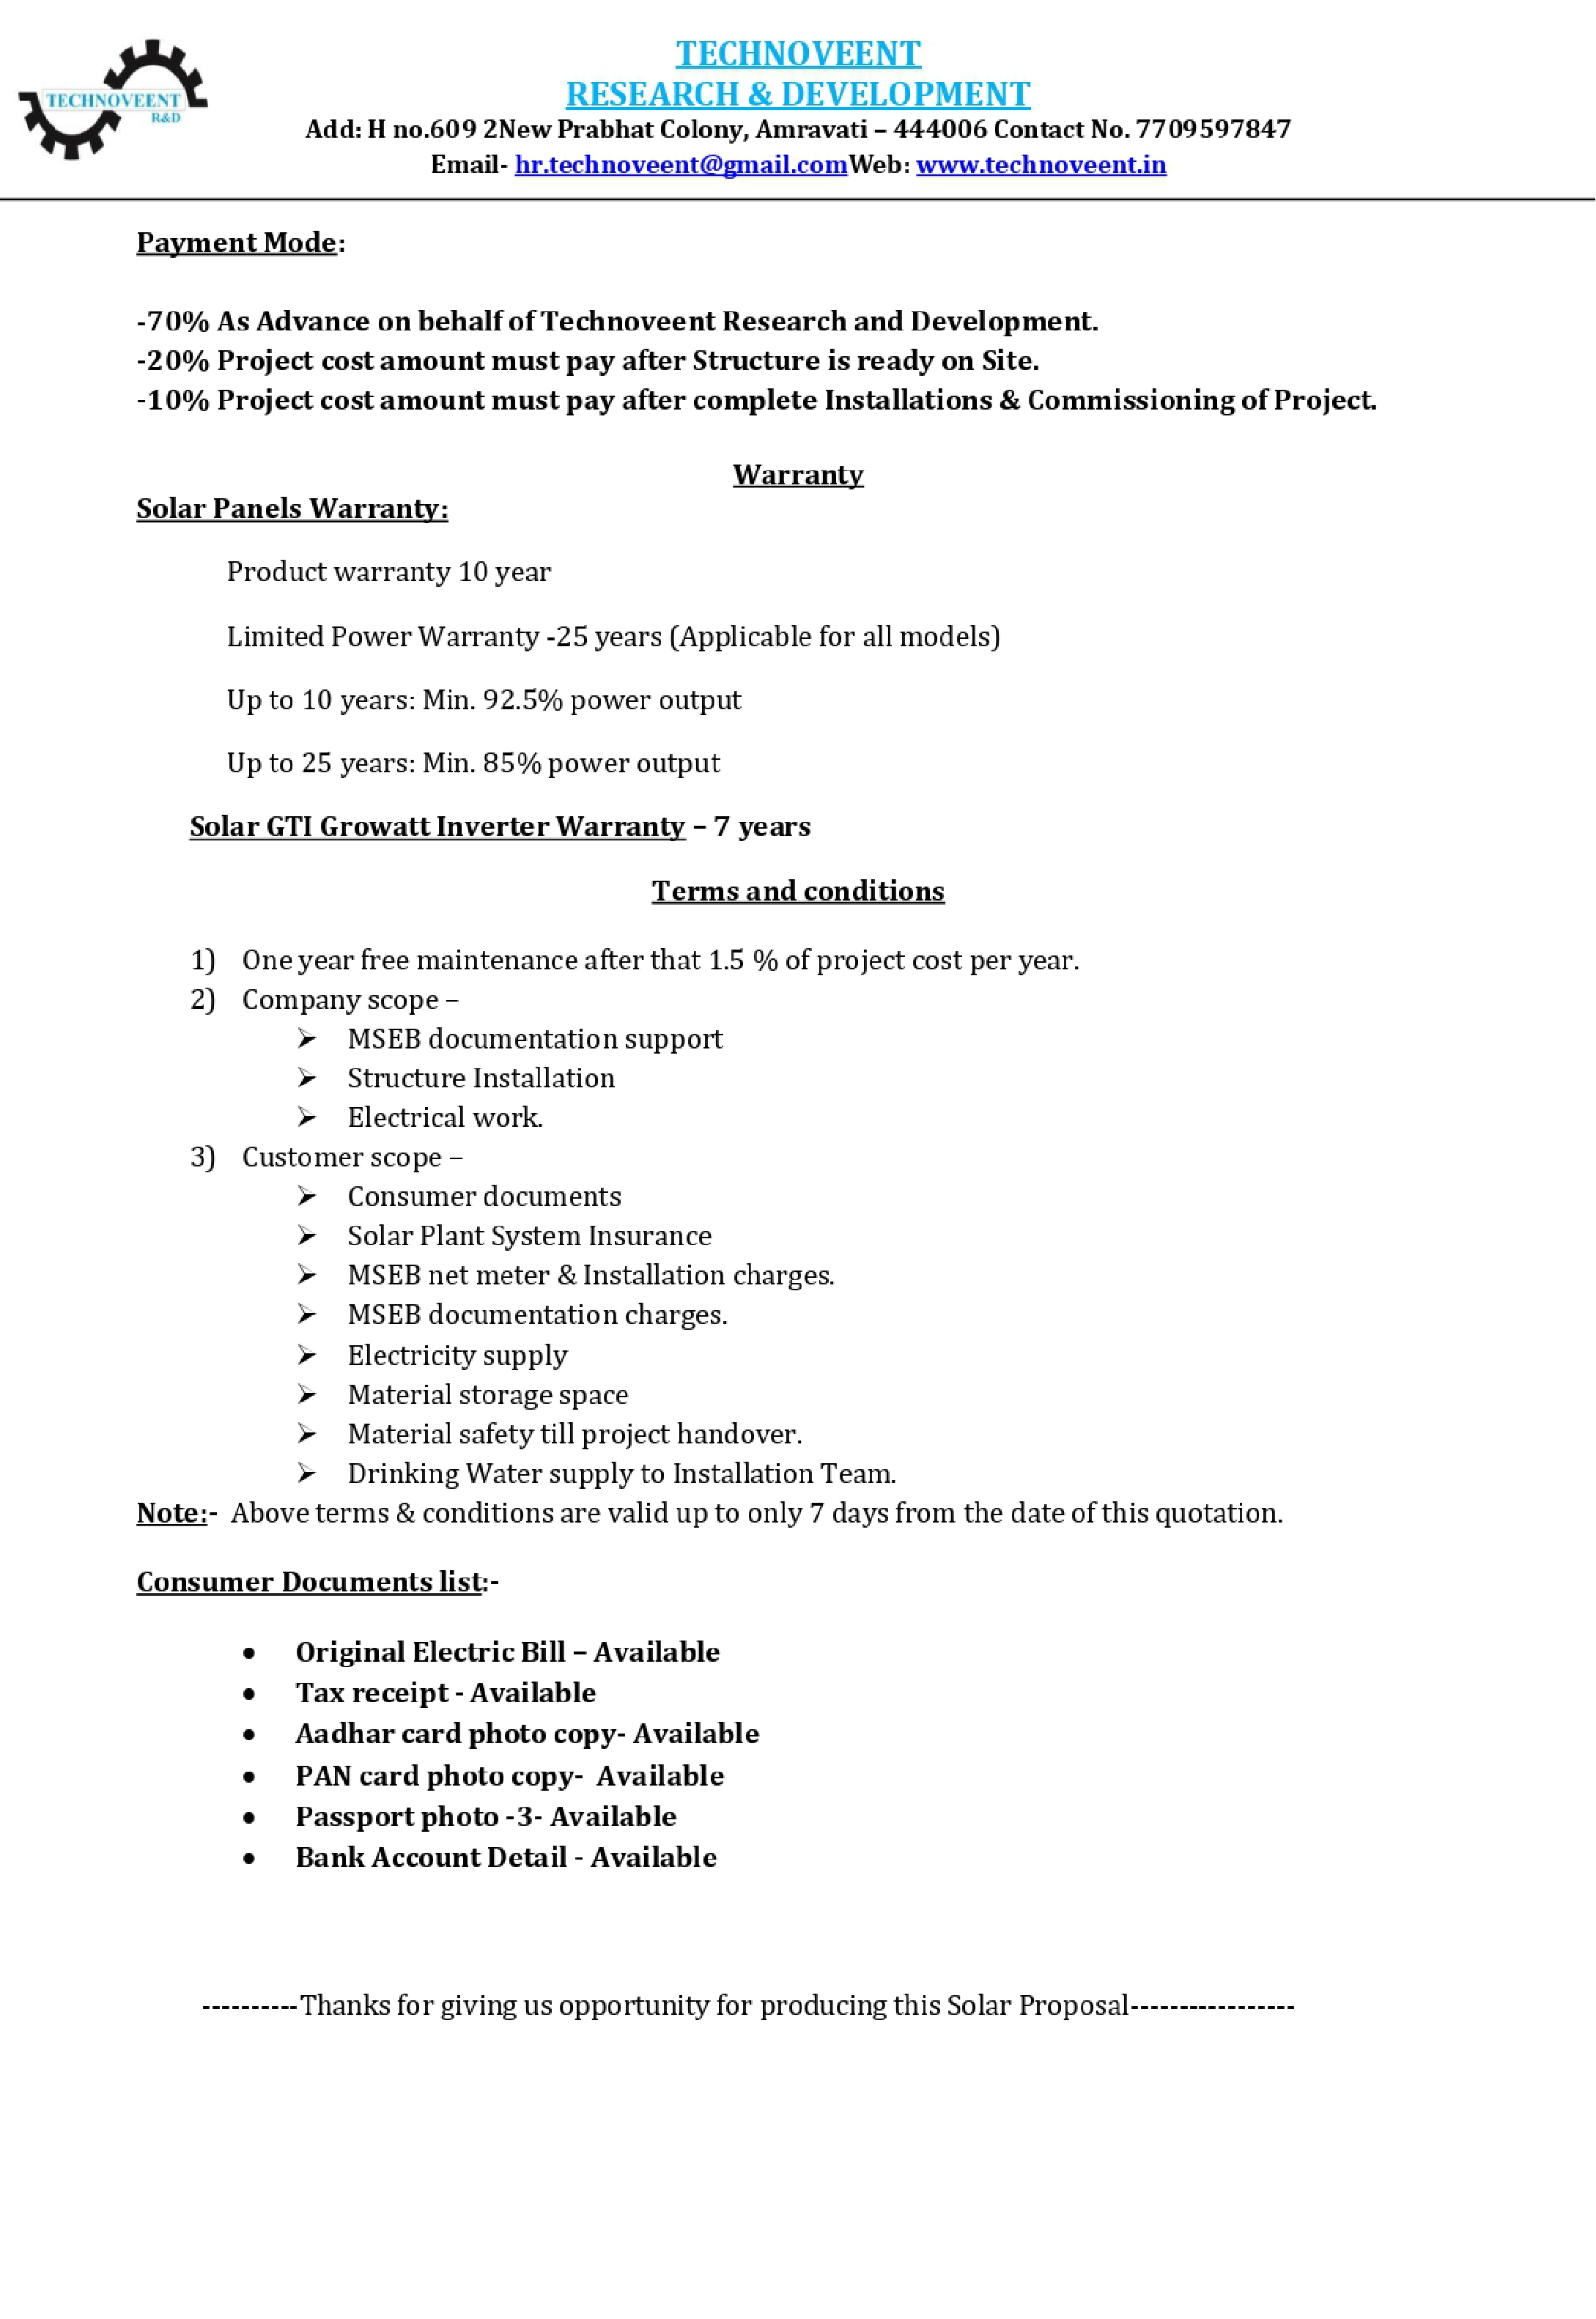 TECHNOVEENT
R&D
TECHNOVEENT
RESEARCH & DEVELOPMENT
Add: H no.609 2New Prabhat Colony, Amravati – 444006 Contact No. 7709597847
Email- hr.technoveent@gmail.comWeb: www.technoveent.in
Payment Mode:
-70% As Advance on behalf of Technoveent Research and Development.
-20% Project cost amount must pay after Structure is ready on Site.
-10% Project cost amount must pay after complete Installations & Commissioning of Project.
Warranty
Solar Panels Warranty:
Product warranty 10 year
Limited Power Warranty -25 years (Applicable for all models)
Up to 10 years: Min. 92.5% power output
Up to 25 years: Min. 85% power output
Solar GTI Growatt Inverter Warranty – 7 years
Terms and conditions
1) One year free maintenance after that 1.5 % of project cost per year.
2) Company scope –
➢ MSEB documentation support
➢ Structure Installation
➢ Electrical work.
3) Customer scope –
➢ Consumer documents
➢ Solar Plant System Insurance
➢ MSEB net meter & Installation charges.
➢ MSEB documentation charges.
➢ Electricity supply
➢ Material storage space
➢ Material safety till project handover.
➢ Drinking Water supply to Installation Team.
Note:- Above terms & conditions are valid up to only 7 days from the date of this quotation.
Consumer Documents list:-
• Original Electric Bill – Available
• Tax receipt - Available
• Aadhar card photo copy- Available
• PAN card photo copy- Available
• Passport photo -3- Available
• Bank Account Detail - Available
----------Thanks for giving us opportunity for producing this Solar Proposal-----------------